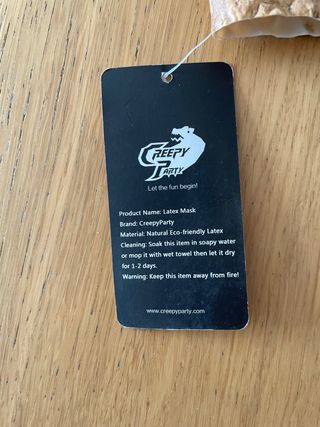 CREEPY
PARTY
Let the fun begin!
Product Name: Latex Mask
Brand: CreepyParty
Material: Natural Eco-friendly Latex
Cleaning: Soak this item in soapy water
or mop it with wet towel then let it dry
for 1-2 days.
Warning: Keep this item away from fire!
www.creepyparty.com